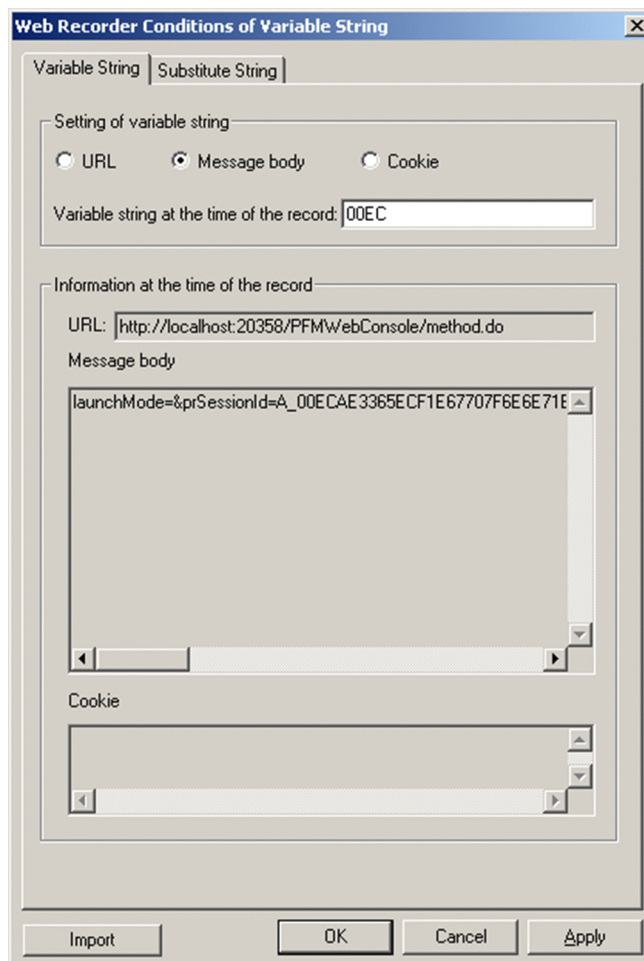 Web Recorder Conditions of Variable String
Variable String Substitute String
Setting of variable string
URL Message body Cookie
Variable string at the time of the record: 00EC
Information at the time of the record
URL: http://localhost:20358/PFMWebConsole/method.do
Message body
launchMode=&prSessionId=A_00ECAE3365ECF1E67707F6E6E71E
Cookie
Import OK Cancel Apply